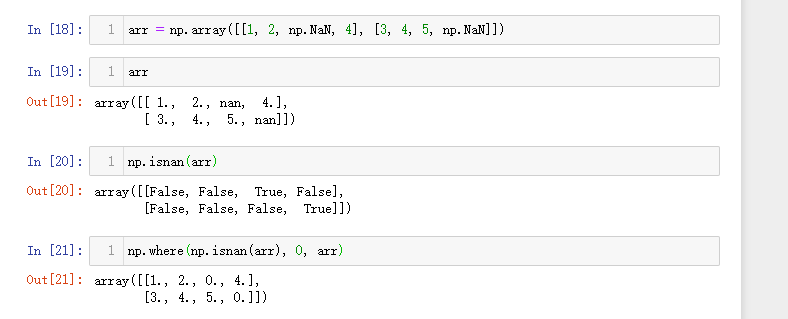 In [18]: 1 arr = np.array([[1, 2, np.NaN, 4], [3, 4, 5, np.NaN]])
In [19]: 1 arr
Out[19]: array([[ 1.,  2., nan,  4.],
       [ 3.,  4.,  5., nan]])
In [20]: 1 np.isnan(arr)
Out[20]: array([[False, False,  True, False],
       [False, False, False,  True]])
In [21]: 1 np.where(np.isnan(arr), 0, arr)
Out[21]: array([[1., 2., 0., 4.],
       [3., 4., 5., 0.]])